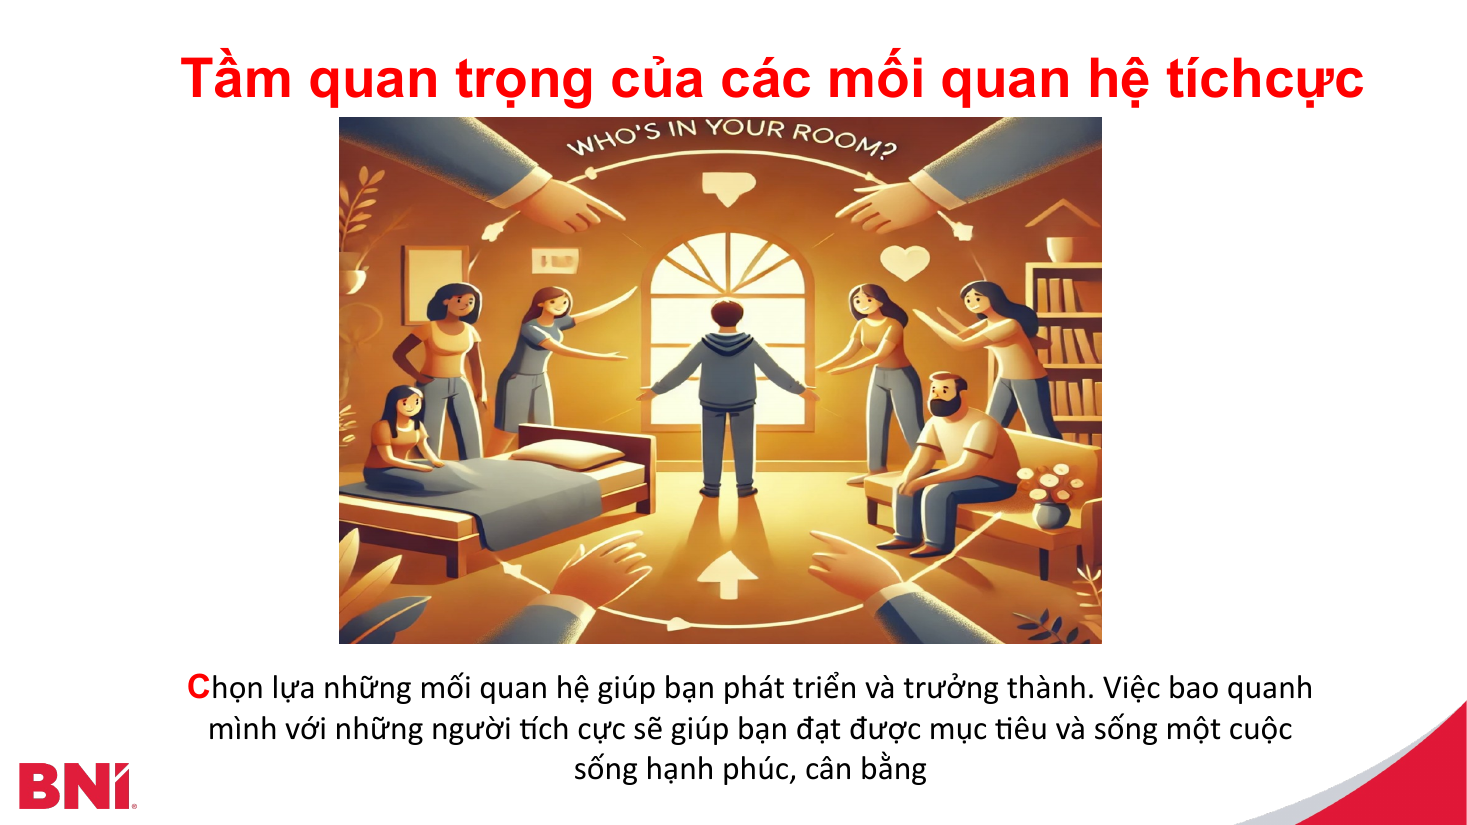 Tầm quan trọng của các mối quan hệ tíchcực
WHO'S IN YOUR ROOM?
Chọn lựa những mối quan hệ giúp bạn phát triển và trưởng thành. Việc bao quanh
mình với những người tích cực sẽ giúp bạn đạt được mục tiêu và sống một cuộc
sống hạnh phúc, cân bằng
BNI®